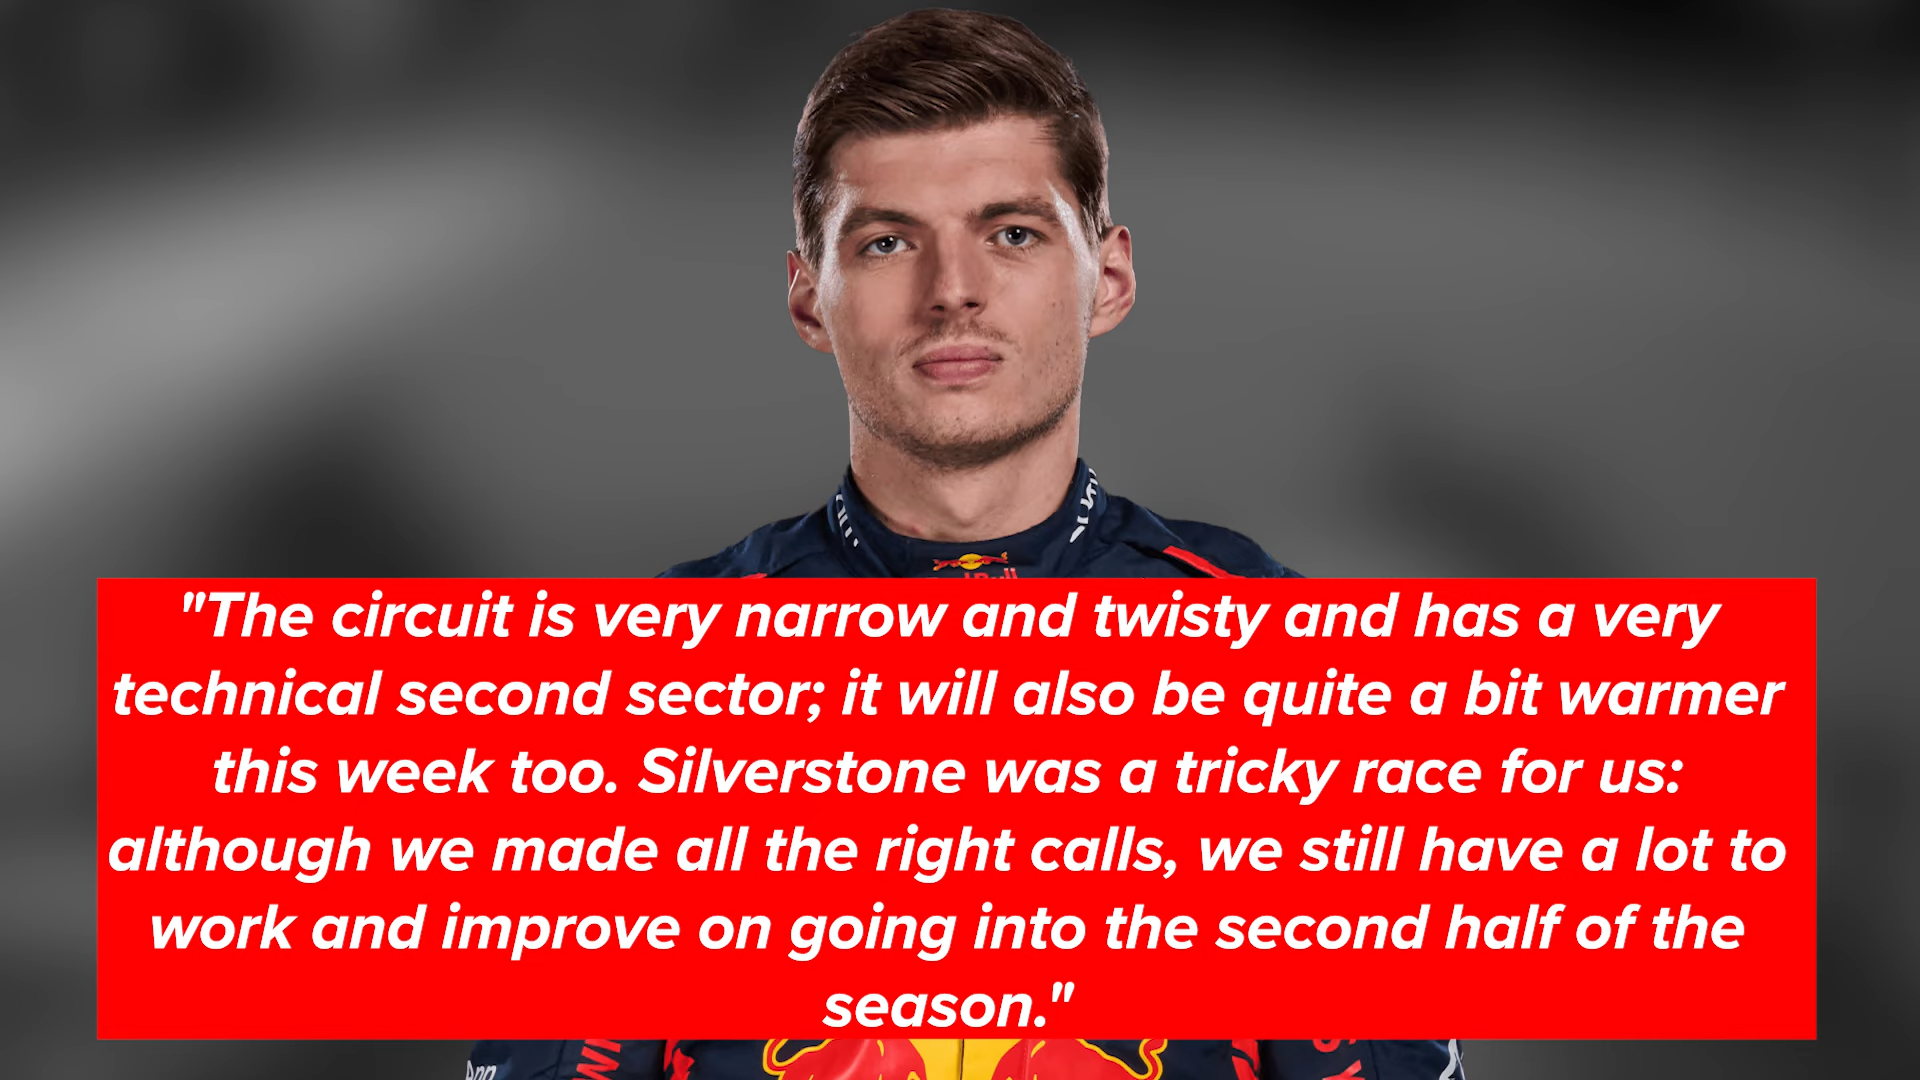 "The circuit is very narrow and twisty and has a very
technical second sector; it will also be quite a bit warmer
this week too. Silverstone was a tricky race for us:
although we made all the right calls, we still have a lot to
work and improve on going into the second half of the
season."